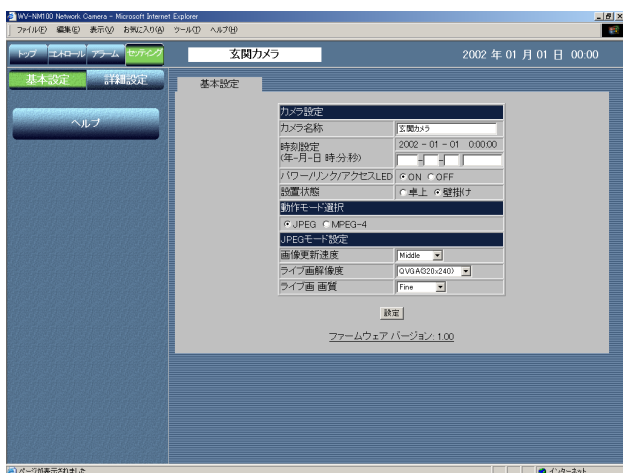 WV-NM100 Network Camera - Microsoft Internet Explorer
ファイル(F) 編集(E) 表示(V) お気に入り(A) ツール(T) ヘルプ(H)
トップ コントロール アラーム セッティング 玄関カメラ 2002 年 01 月 01 日 00:00
基本設定 詳細設定
基本設定
ヘルプ
カメラ設定
カメラ名称 玄関カメラ
時刻設定 2002 - 01 - 01 0:00:00
(年-月-日 時:分:秒) - -
パワー/リンク/アクセスLED ON OFF
設置状態 卓上 壁掛け
動作モード選択
JPEG MPEG-4
JPEGモード設定
画像更新速度 Middle
ライブ画解像度 QVGA(320x240)
ライブ画 画質 Fine
設定
ファームウェア バージョン: 1.00
ページが表示されました インターネット